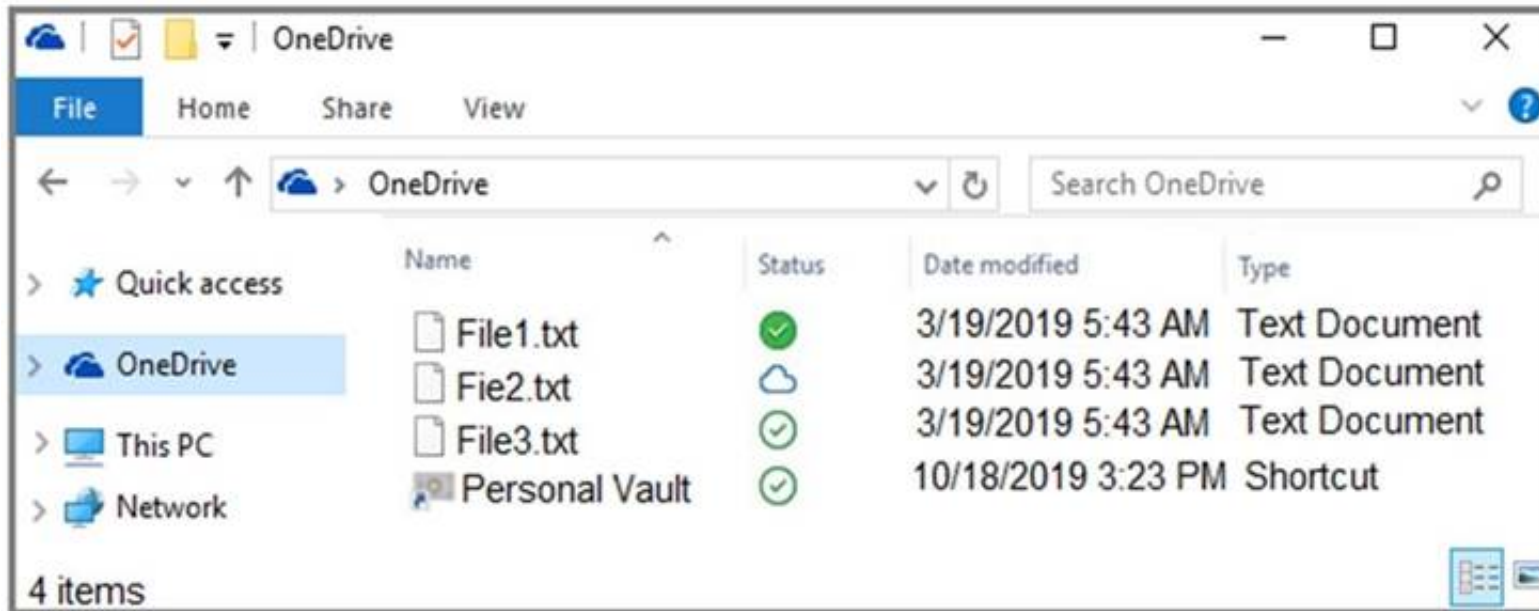 OneDrive
File Home Share View ?
OneDrive Search OneDrive
Name Status Date modified Type
Quick access
File1.txt 3/19/2019 5:43 AM Text Document
OneDrive
Fie2.txt 3/19/2019 5:43 AM Text Document
File3.txt 3/19/2019 5:43 AM Text Document
This PC
Personal Vault 10/18/2019 3:23 PM Shortcut
Network
4 items